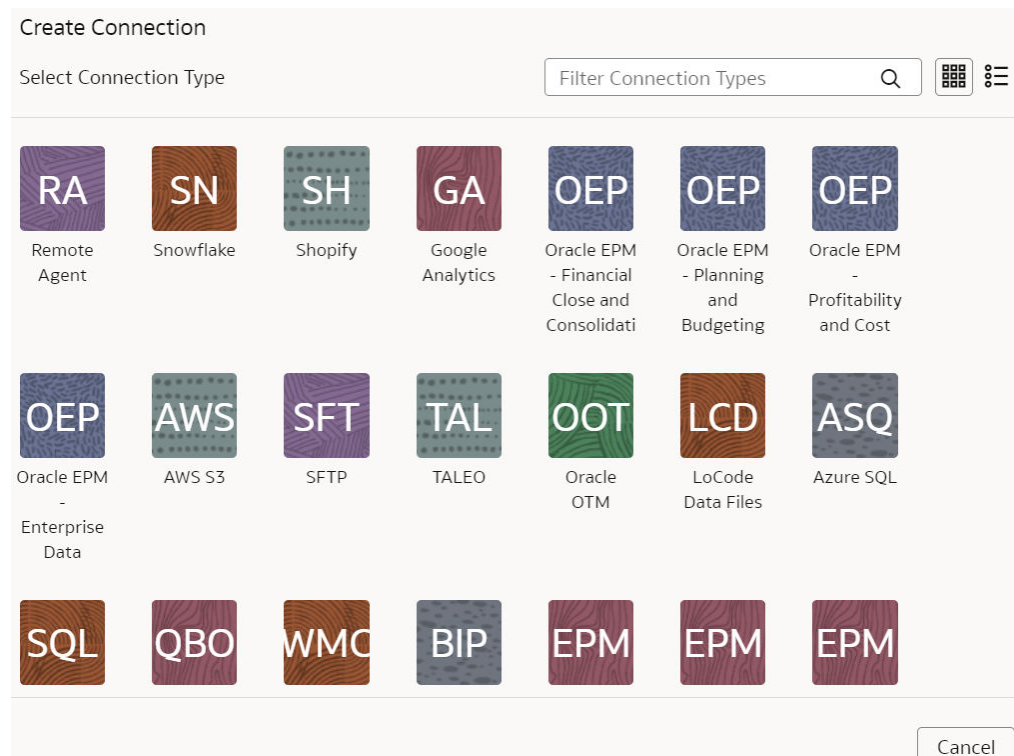 Create Connection
Select Connection Type
Filter Connection Types
RA
SN
SH
GA
OEP
OEP
OEP
Remote
Agent
Snowflake
Shopify
Google
Analytics
Oracle EPM
- Financial
Close and
Consolidati
Oracle EPM
- Planning
and
Budgeting
Oracle EPM
-
Profitability
and Cost
OEP
AWS
SFT
TAL
OOT
LCD
ASQ
Oracle EPM
-
Enterprise
Data
AWS S3
SFTP
TALEO
Oracle
OTM
LoCode
Data Files
Azure SQL
SQL
QBO
WMC
BIP
EPM
EPM
EPM
Cancel